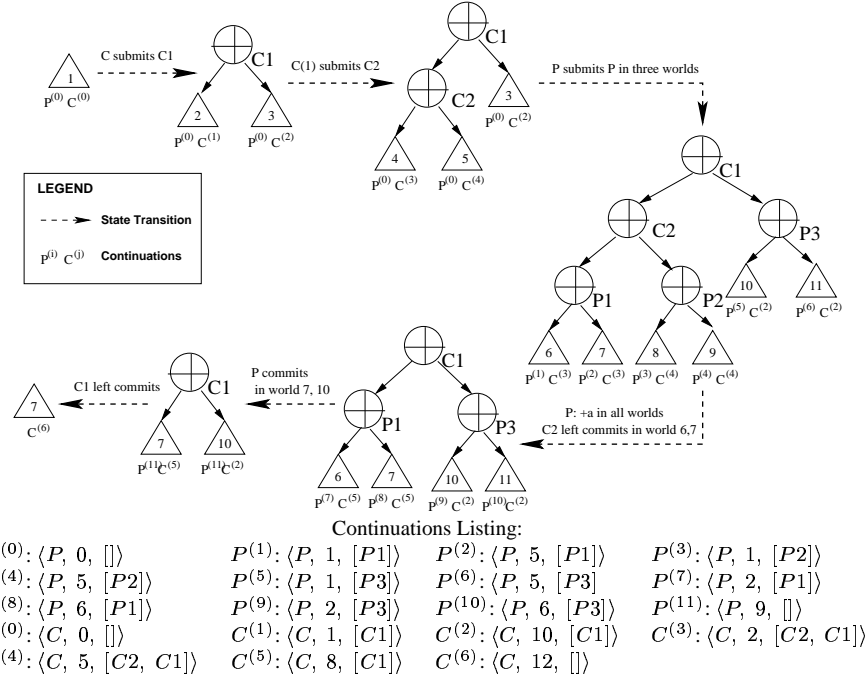 C submits C1
C(1) submits C2
P submits P in three worlds
C1
C1
1
P(0) C(0)
2
3
P(0) C(1)
P(0) C(2)
C2
3
P(0) C(2)
4
5
P(0) C(3)
P(0) C(4)
C1
LEGEND
State Transition
P(i) C(j) Continuations
C2
P3
P1
P2
10
11
P(5) C(2)
P(6) C(2)
6
7
8
9
P(1) C(3)
P(2) C(3)
P(3) C(4)
P(4) C(4)
P: +a in all worlds
C2 left commits in world 6,7
C1
P1
P3
6
7
10
11
P(7) C(5)
P(8) C(5)
P(9) C(2)
P(10) C(2)
P commits
in world 7, 10
C1
7
10
P(11) C(5)
P(11) C(2)
C1 left commits
7
C(6)
Continuations Listing:
(0): ⟨P, 0, []⟩ P(1): ⟨P, 1, [P1]⟩ P(2): ⟨P, 5, [P1]⟩ P(3): ⟨P, 1, [P2]⟩
(4): ⟨P, 5, [P2]⟩ P(5): ⟨P, 1, [P3]⟩ P(6): ⟨P, 5, [P3] P(7): ⟨P, 2, [P1]⟩
(8): ⟨P, 6, [P1]⟩ P(9): ⟨P, 2, [P3]⟩ P(10): ⟨P, 6, [P3]⟩ P(11): ⟨P, 9, []⟩
(0): ⟨C, 0, []⟩ C(1): ⟨C, 1, [C1]⟩ C(2): ⟨C, 10, [C1]⟩ C(3): ⟨C, 2, [C2, C1]⟩
(4): ⟨C, 5, [C2, C1]⟩ C(5): ⟨C, 8, [C1]⟩ C(6): ⟨C, 12, []⟩